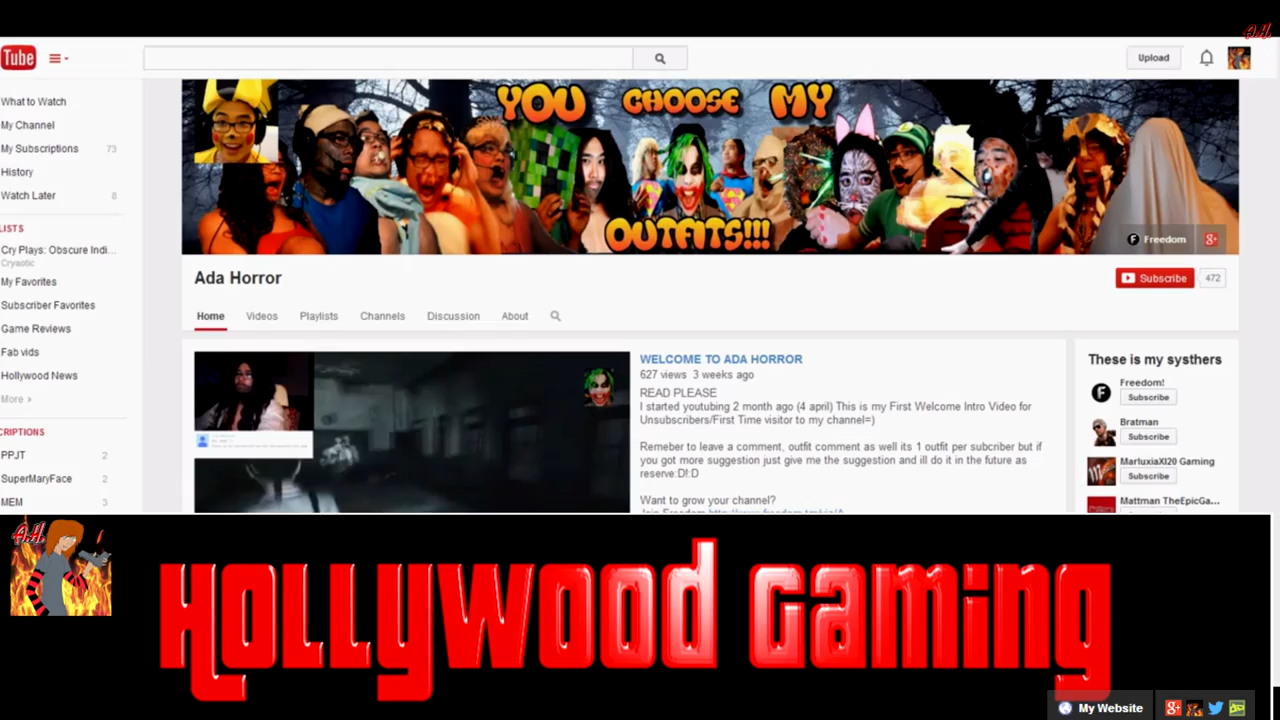 A.H.
Tube
Upload
What to Watch
My Channel
My Subscriptions 73
History
Watch Later 8
LISTS
Cry Plays: Obscure Indi...
Cryaotic
My Favorites
Subscriber Favorites
Game Reviews
Fab vids
Hollywood News
More >
CRIPTIONS
PPJT 2
SuperMaryFace 2
MEM 3
YOU CHOOSE MY
OUTFITS!!!
Freedom
Ada Horror
Subscribe 472
Home Videos Playlists Channels Discussion About
WELCOME TO ADA HORROR
627 views 3 weeks ago
READ PLEASE
I started youtubing 2 month ago (4 april) This is my First Welcome Intro Video for
Unsubscribers/First Time visitor to my channel=)
Remeber to leave a comment, outfit comment as well its 1 outfit per subcriber but if
you got more suggestion just give me the suggestion and ill do it in the future as
reserve:D!:D
Want to grow your channel?
Join Freedom
These is my systhers
Freedom!
Subscribe
Bratman
Subscribe
MarluxiaXI20 Gaming
Subscribe
Mattman TheEpicGa...
A.H.
Hollywood Gaming
My Website